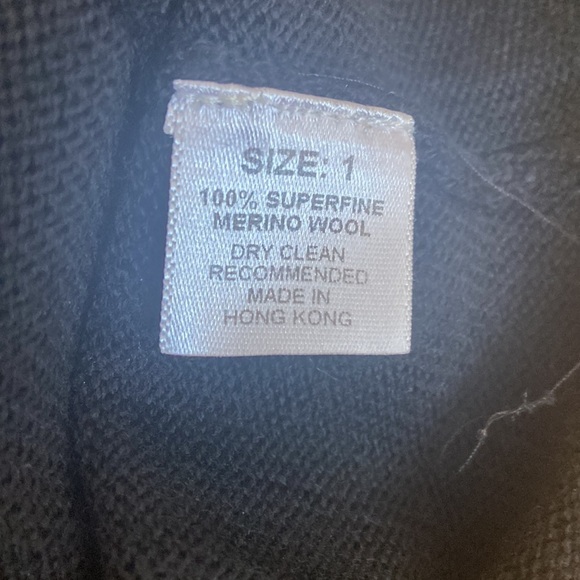 SIZE: 1
100% SUPERFINE
MERINO WOOL
DRY CLEAN
RECOMMENDED
MADE IN
HONG KONG